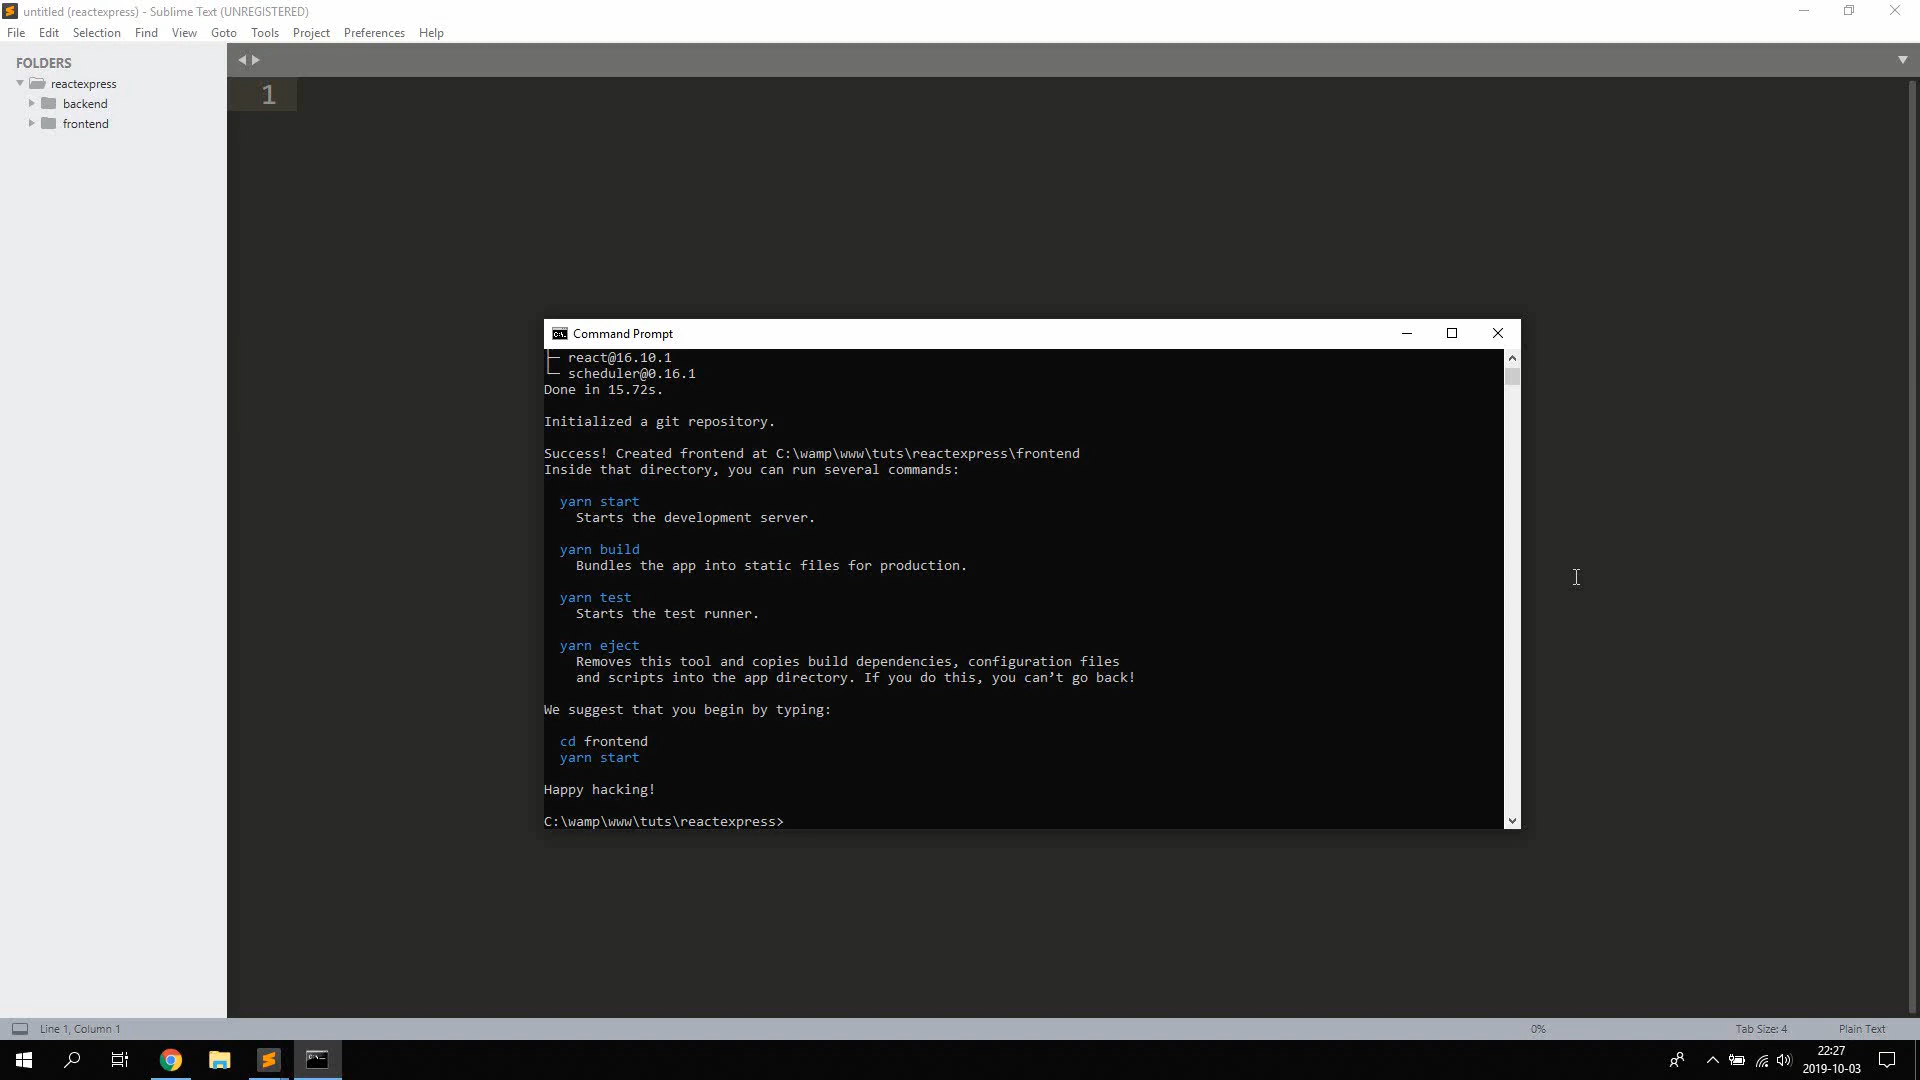 untitled (reactexpress) - Sublime Text (UNREGISTERED)
File Edit Selection Find View Goto Tools Project Preferences Help
FOLDERS
reactexpress
backend
frontend
1
Command Prompt
├─ react@16.10.1
└─ scheduler@0.16.1
Done in 15.72s.
Initialized a git repository.
Success! Created frontend at C:\wamp\www\tuts\reactexpress\frontend
Inside that directory, you can run several commands:
yarn start
Starts the development server.
yarn build
Bundles the app into static files for production.
yarn test
Starts the test runner.
yarn eject
Removes this tool and copies build dependencies, configuration files
and scripts into the app directory. If you do this, you can’t go back!
We suggest that you begin by typing:
cd frontend
yarn start
Happy hacking!
C:\wamp\www\tuts\reactexpress>
Line 1, Column 1 0% Tab Size: 4 Plain Text
22:27
2019-10-03